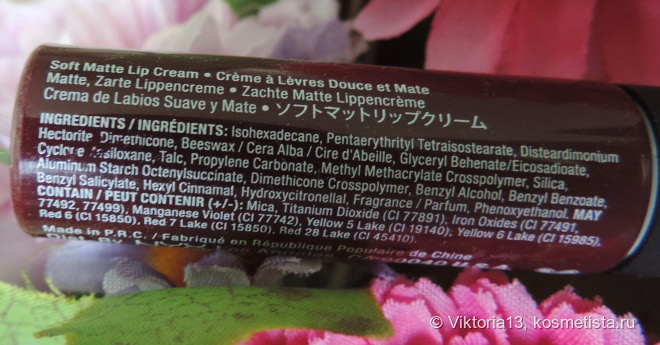 Soft Matte Lip Cream • Crème à Lèvres Douce et Mate
Matte, Zarte Lippencreme • Zachte Matte Lippencrème
Crema de Labios Suave y Mate • ソフトマットリップクリーム
INGREDIENTS / INGRÉDIENTS: Isohexadecane, Pentaerythrityl Tetraisostearate, Disteardimonium
Hectorite, Dimethicone, Beeswax / Cera Alba / Cire d'Abeille, Glyceryl Behenate/Eicosadioate,
Talc, Propylene Carbonate, Methyl Methacrylate Crosspolymer, Silica,
Aluminum Starch Octenylsuccinate, Dimethicone Crosspolymer, Benzyl Alcohol, Benzyl Benzoate,
Benzyl Salicylate, Hexyl Cinnamal, Hydroxycitronellal, Fragrance / Parfum, Phenoxyethanol. MAY
CONTAIN / PEUT CONTENIR (+/-): Mica, Titanium Dioxide (CI 77891), Iron Oxides (CI 77491,
77492, 77499), Manganese Violet (CI 77742), Yellow 5 Lake (CI 19140), Yellow 6 Lake (CI 15985),
Red 6 (CI 15850), Red 7 Lake (CI 15850), Red 28 Lake (CI 45410).
Made in P.R.C. / Fabriqué en République Populaire de Chine
© Viktoria13, kosmetista.ru